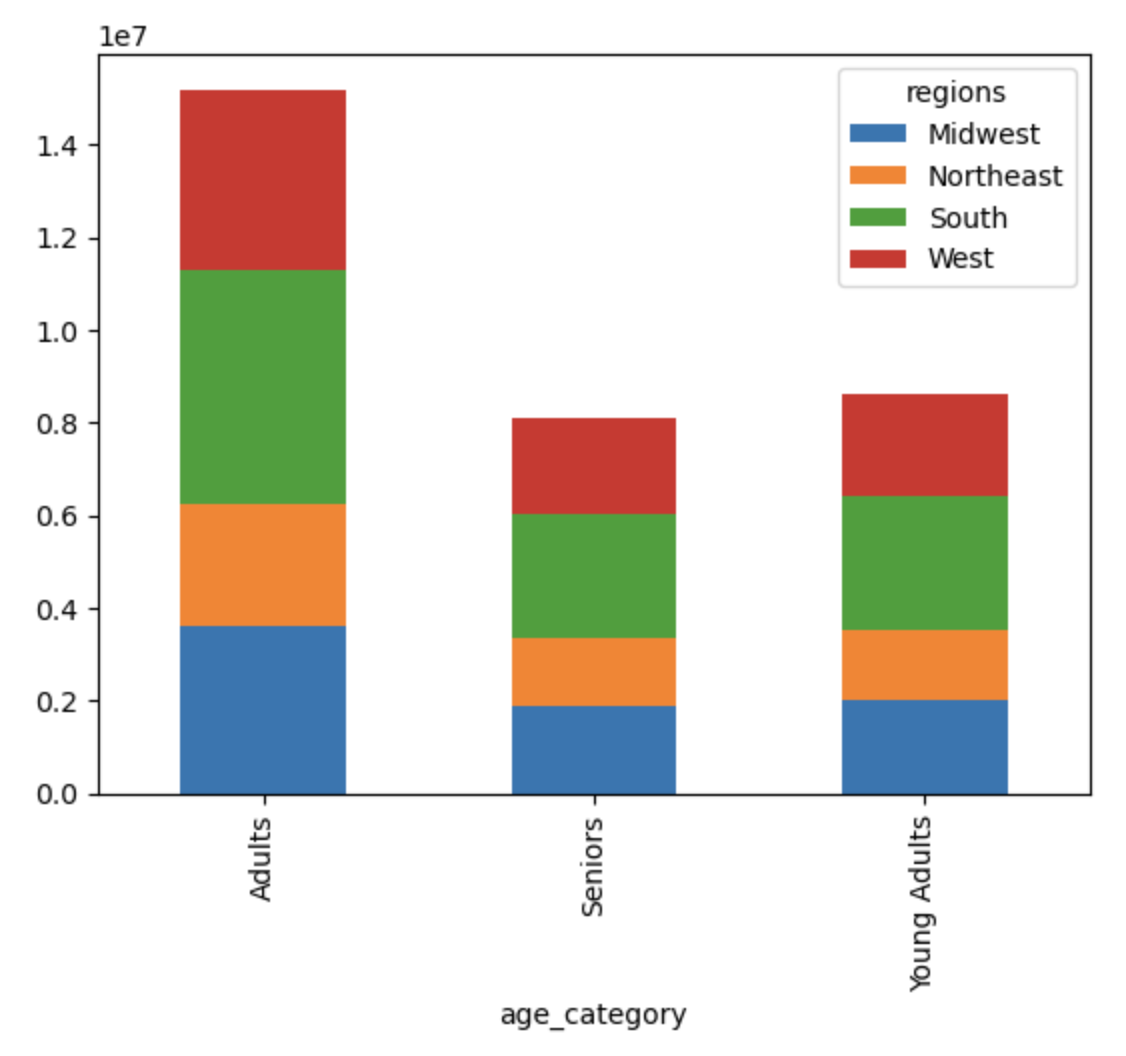 1e7
1.4
1.2
1.0
0.8
0.6
0.4
0.2
0.0
regions
Midwest
Northeast
South
West
Adults
Seniors
Young Adults
age_category